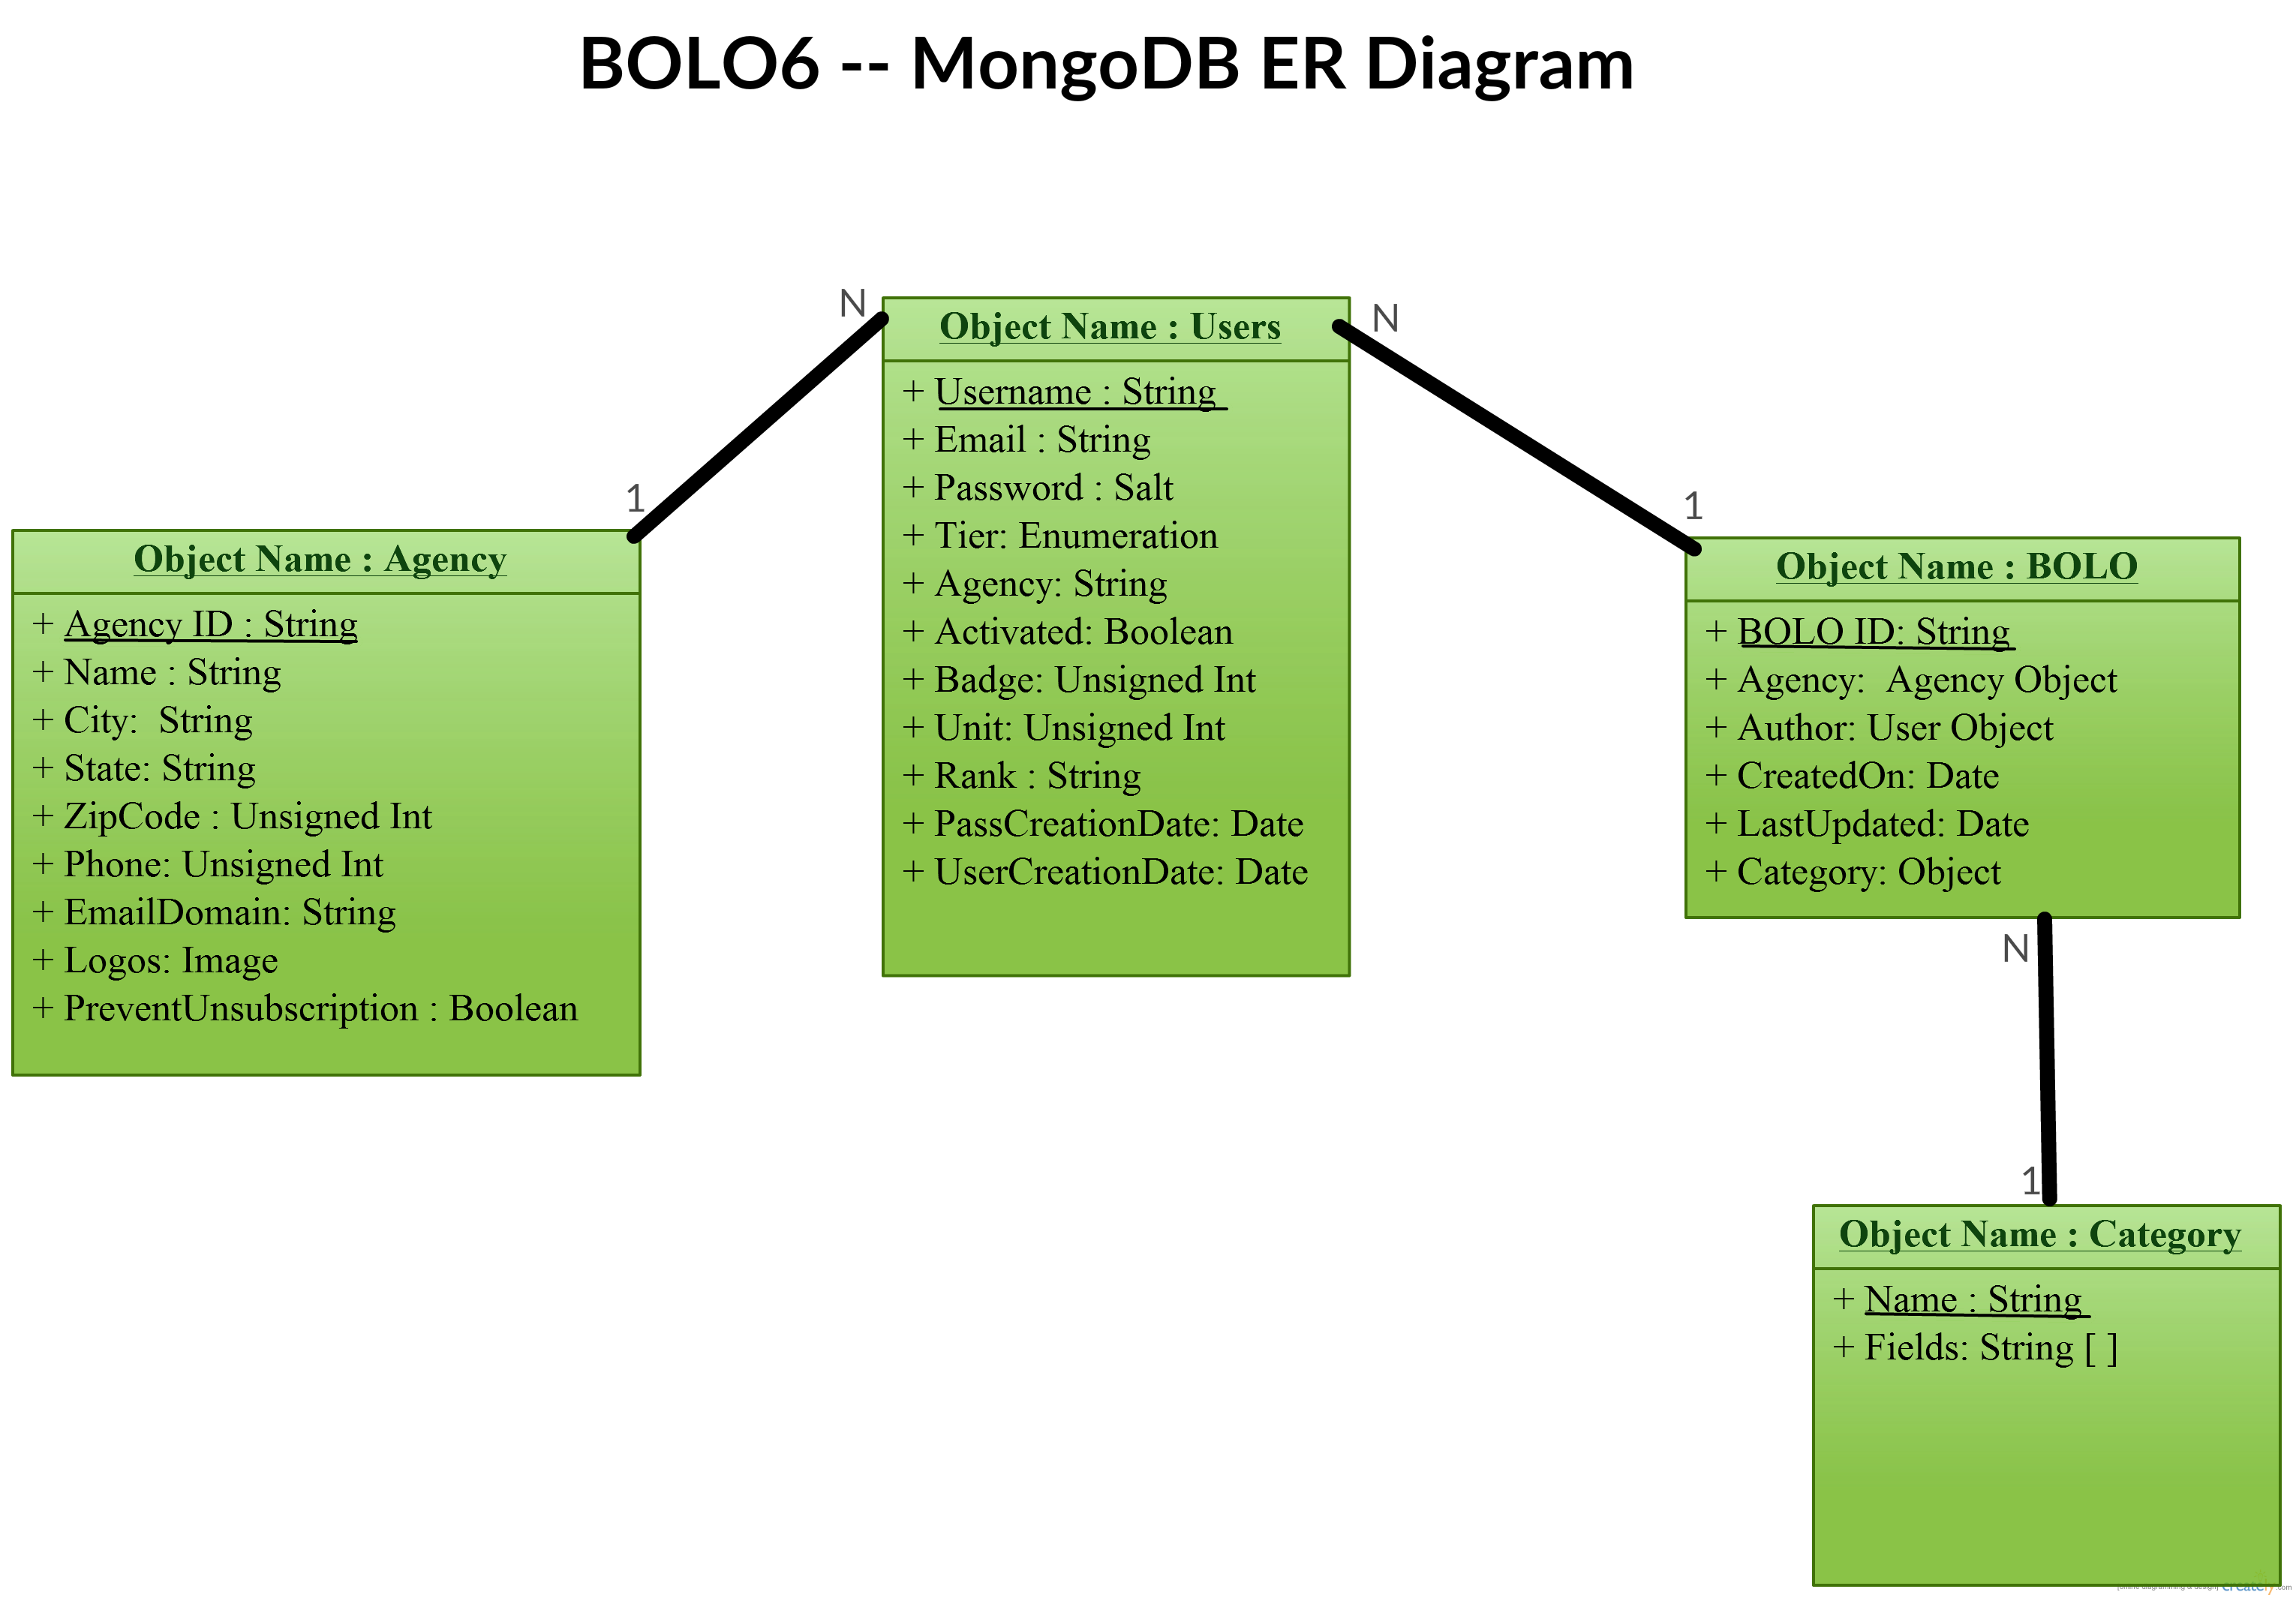 BOLO6 -- MongoDB ER Diagram
N
1
Object Name : Agency
+ Agency ID : String
+ Name : String
+ City:  String
+ State: String
+ ZipCode : Unsigned Int
+ Phone: Unsigned Int
+ EmailDomain: String
+ Logos: Image
+ PreventUnsubscription : Boolean
Object Name : Users
+ Username : String
+ Email : String
+ Password : Salt
+ Tier: Enumeration
+ Agency: String
+ Activated: Boolean
+ Badge: Unsigned Int
+ Unit: Unsigned Int
+ Rank : String
+ PassCreationDate: Date
+ UserCreationDate: Date
N
1
Object Name : BOLO
+ BOLO ID: String
+ Agency:  Agency Object
+ Author: User Object
+ CreatedOn: Date
+ LastUpdated: Date
+ Category: Object
N
1
Object Name : Category
+ Name : String
+ Fields: String [ ]
creately.com